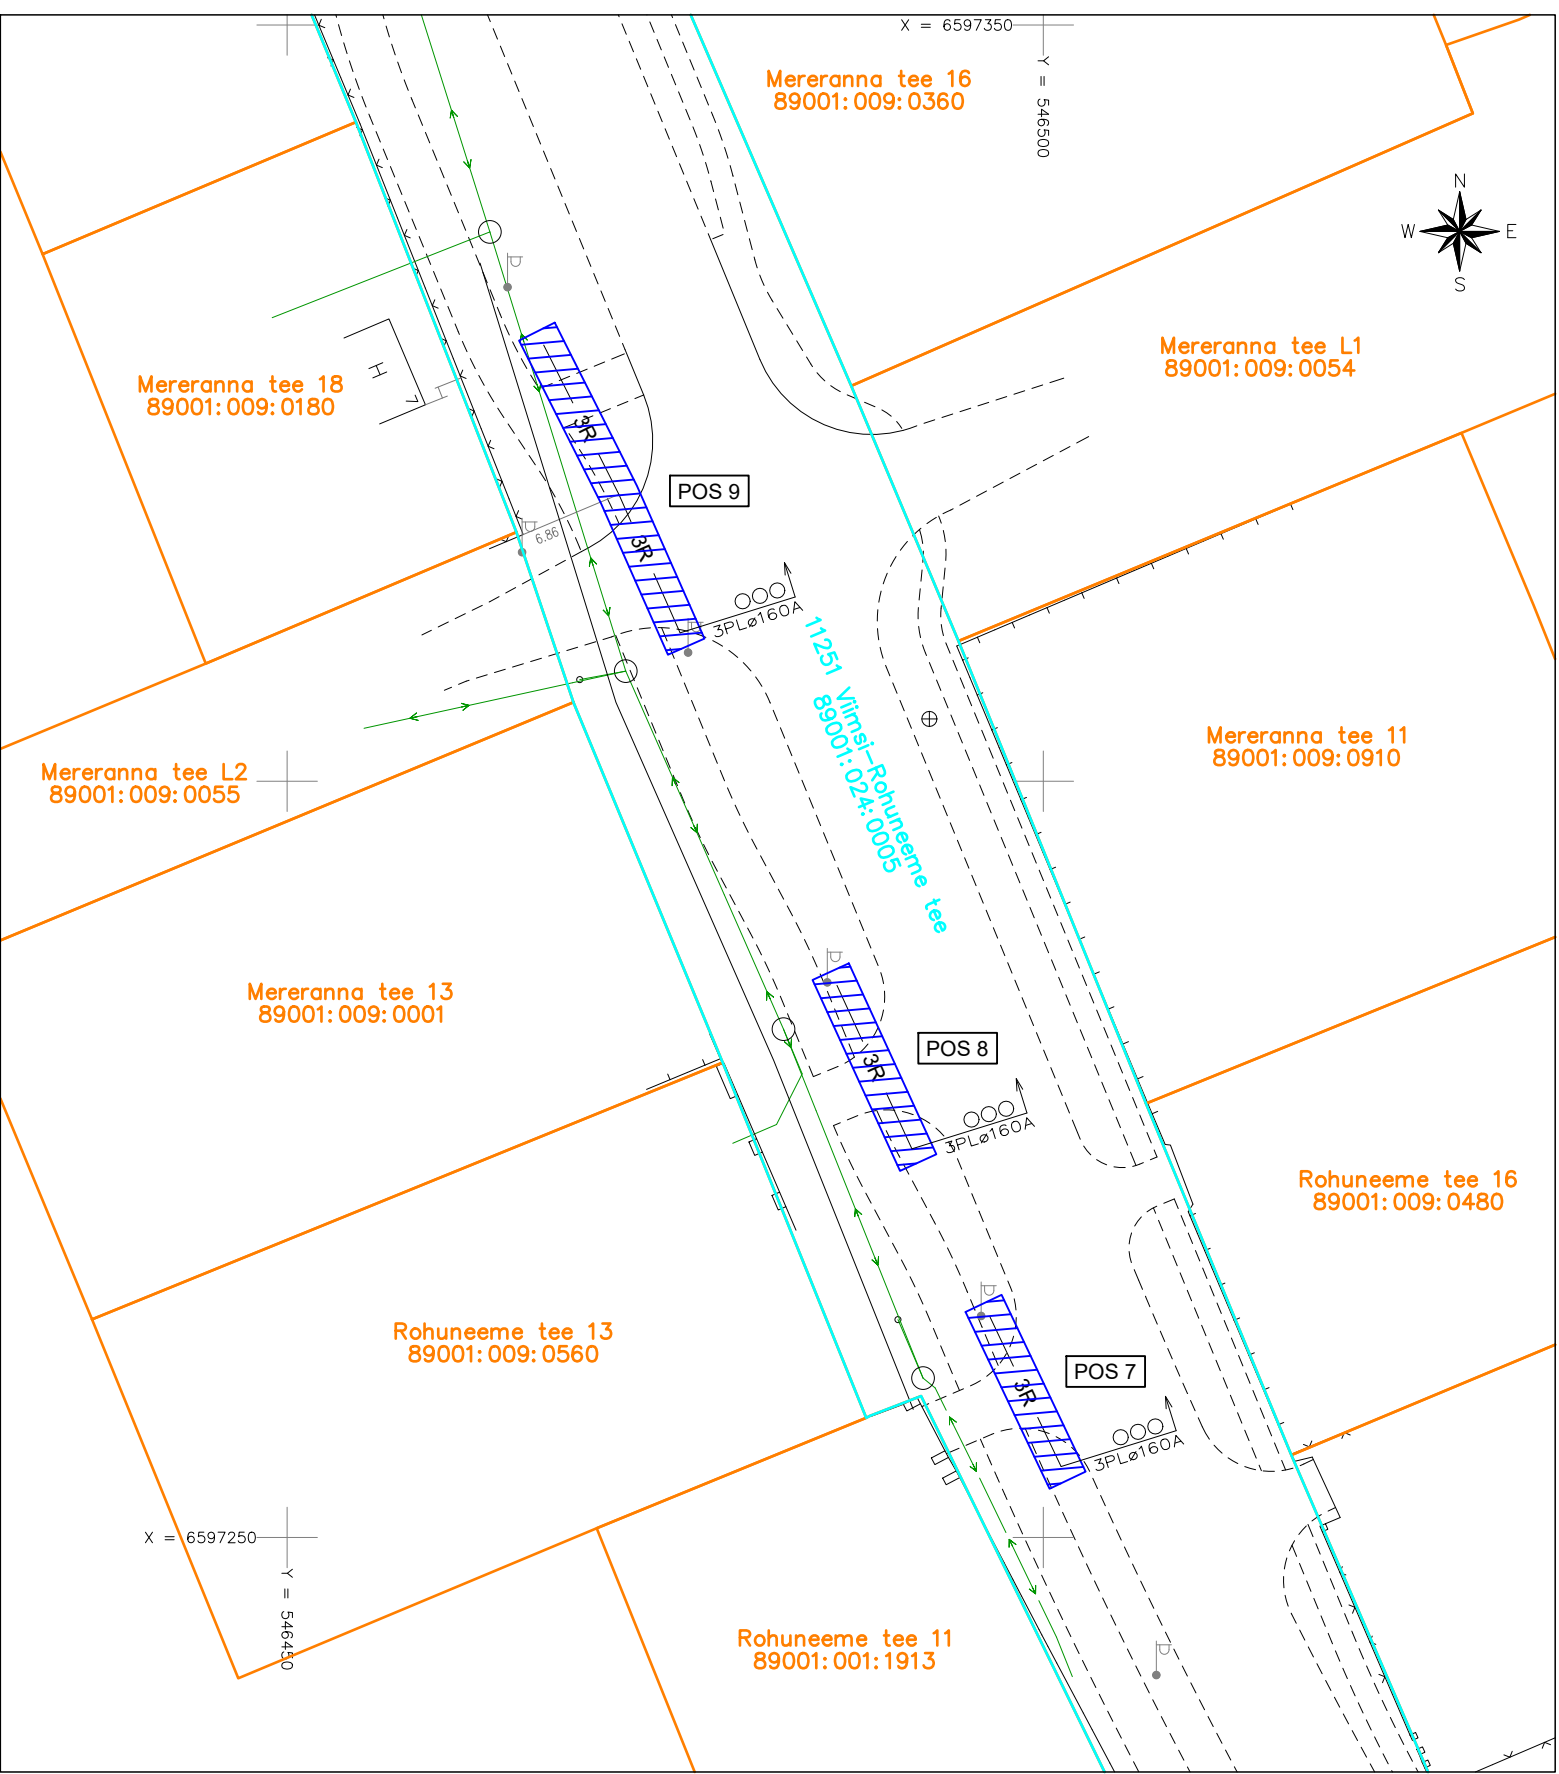 X = 6597350
Y = 546500
Mereranna tee 16
89001:009:0360
N
W
E
S
Mereranna tee L1
89001:009:0054
Mereranna tee 18
89001:009:0180
H
7
3R
POS 9
3R
6.86
3PLø160A
11251 Viimsi-Rohuneeme tee
89001:024:0005
Mereranna tee 11
89001:009:0910
Mereranna tee L2
89001:009:0055
Mereranna tee 13
89001:009:0001
POS 8
3R
3PLø160A
Rohuneeme tee 16
89001:009:0480
Rohuneeme tee 13
89001:009:0560
POS 7
3R
3PLø160A
X = 6597250
Y = 546450
Rohuneeme tee 11
89001:001:1913